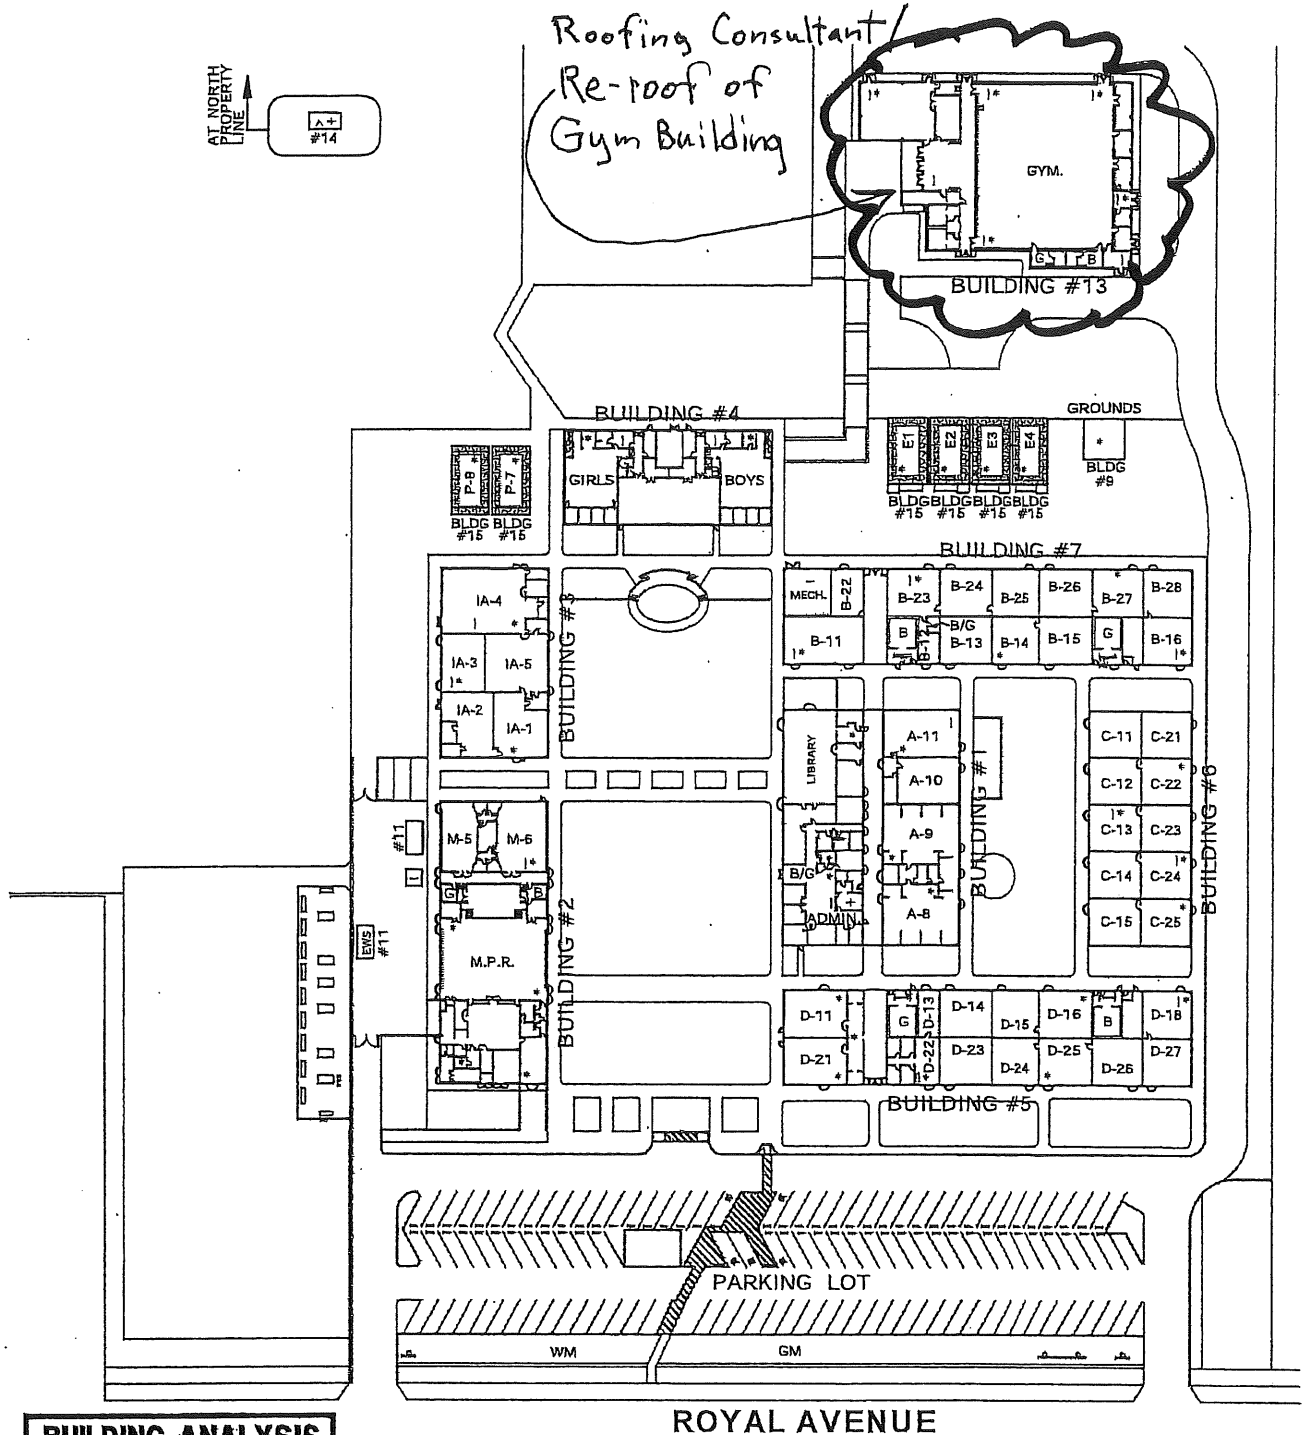 Roofing Consultant
Re-roof of
Gym Building
AT NORTH
PROPERTY
LINE
#14
GYM.
G
B
BUILDING #13
BUILDING #4
GIRLS
BOYS
P-8
P-7
BLDG
#15
BLDG
#15
E1
E2
E3
E4
BLDG
#15
BLDG
#15
BLDG
#15
BLDG
#15
GROUNDS
BLDG
#9
BUILDING #7
MECH.
B-22
B-23
B-24
B-25
B-26
B-27
B-28
B-11
B
B-12
B/G
B-13
B-14
B-15
G
B-16
IA-4
IA-3
IA-5
IA-2
IA-1
BUILDING #3
LIBRARY
A-11
A-10
A-9
A-8
B/G
ADMIN.
BUILDING #1
C-11
C-21
C-12
C-22
C-13
C-23
C-14
C-24
C-15
C-25
BUILDING #6
M-5
M-6
#11
G
B
M.P.R.
EWS
#11
BUILDING #2
D-11
G
D-13
D-14
D-15
D-16
B
D-18
D-21
D-22
D-23
D-24
D-25
D-26
D-27
BUILDING #5
PARKING LOT
WM
GM
ROYAL AVENUE
BUILDING ANALYSIS